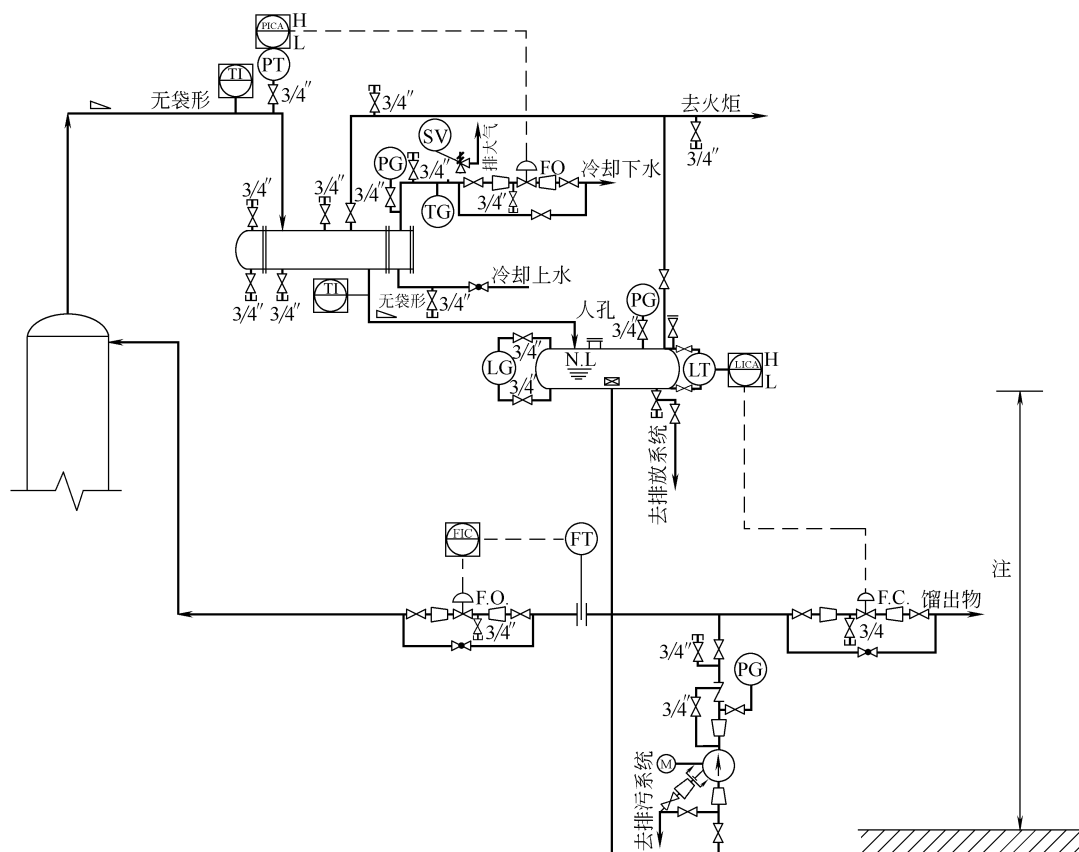 PICA
H
L
PT
TI
3/4″
无袋形
3/4″
去火炬
3/4″
SV
排大气
PG
3/4″
FO
冷却下水
3/4″
3/4″
3/4″
3/4″
TG
TI
3/4″
3/4″
冷却上水
无袋形
3/4″
PG
人孔
3/4″
3/4″
LG
N.L
3/4″
LT
LICA
H
L
去排放系统
FIC
FT
注
F.O.
3/4″
F.C.
馏出物
3/4
3/4″
PG
3/4″
M
去排污系统